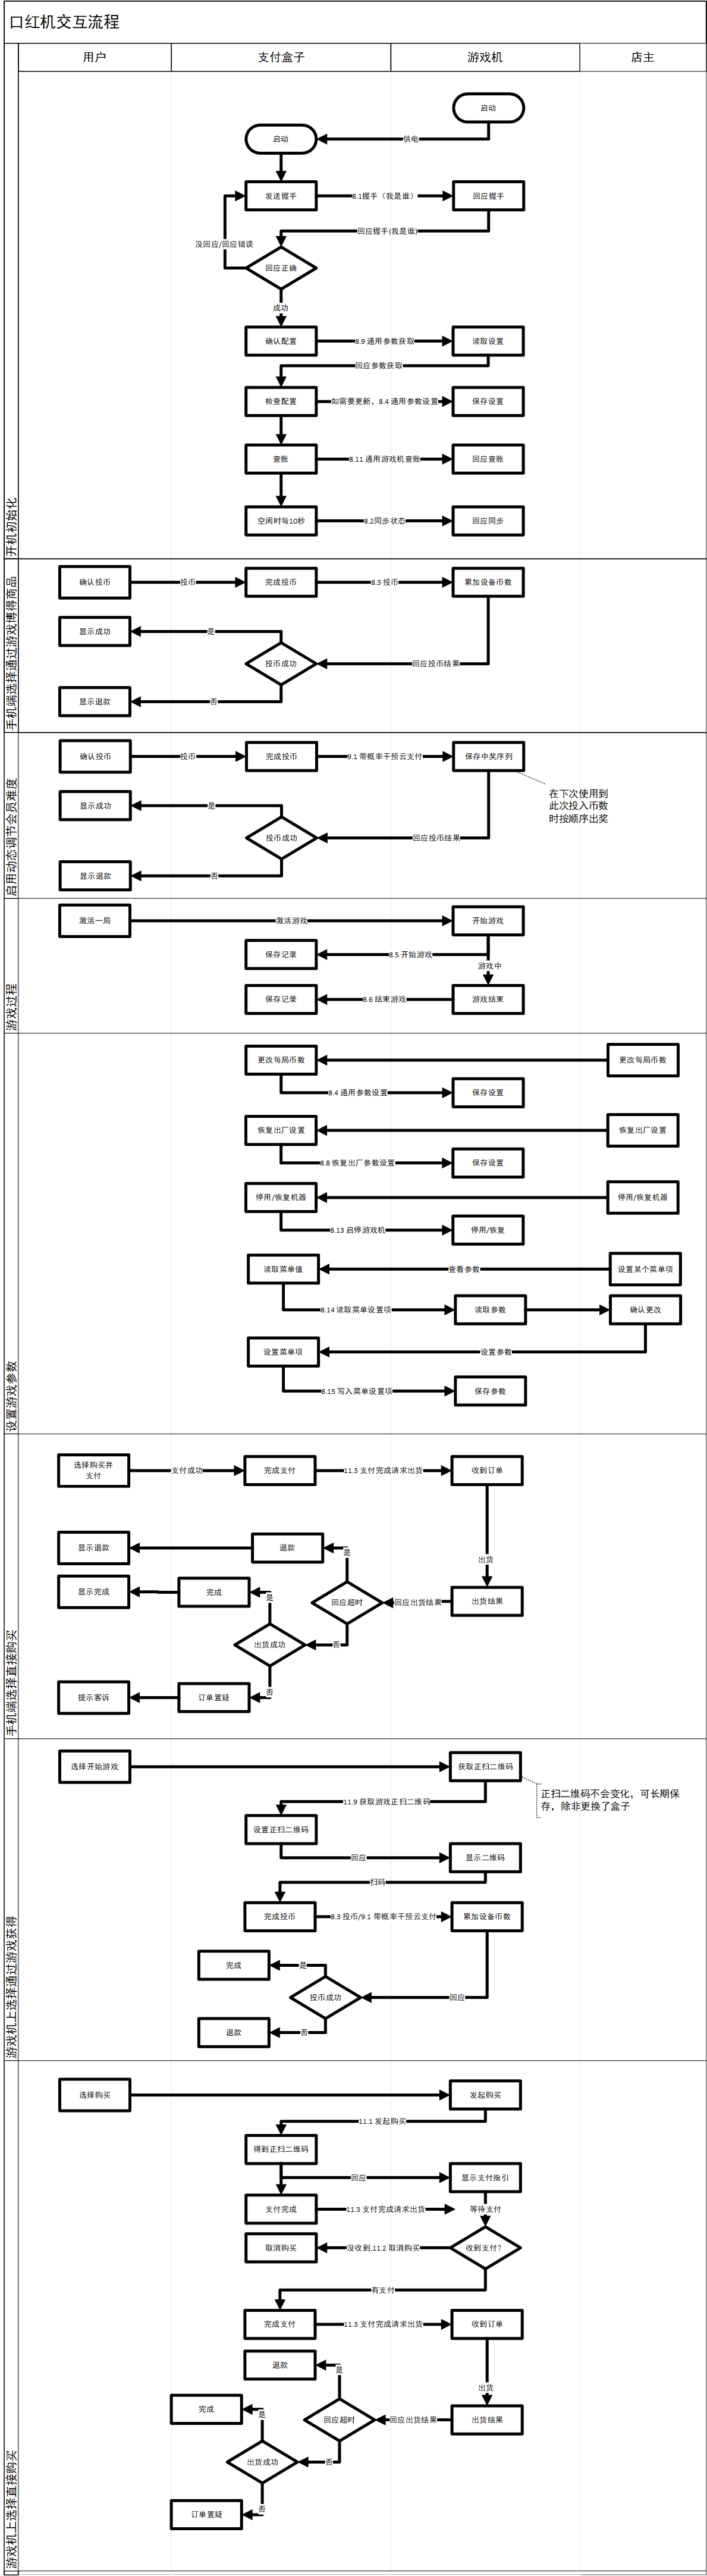 口红机交互流程
用户
支付盒子
游戏机
店主
开机初始化
启动
启动
供电
发送握手
8.1握手（我是谁）
回应握手
回应握手(我是谁)
没回应/回应错误
回应正确
成功
确认配置
8.9 通用参数获取
读取设置
回应参数获取
检查配置
如需要更新，8.4 通用参数设置
保存设置
查账
8.11 通用游戏机查账
回应查账
空闲时每10秒
8.2同步状态
回应同步
手机端选择通过游戏博得商品
确认投币
投币
完成投币
8.3 投币
累加设备币数
显示成功
是
投币成功
回应投币结果
显示退款
否
启用动态调节会员难度
确认投币
投币
完成投币
9.1 带概率干预云支付
保存中奖序列
在下次使用到
此次投入币数
时按顺序出奖
显示成功
是
投币成功
回应投币结果
显示退款
否
游戏过程
激活一局
激活游戏
开始游戏
保存记录
8.5 开始游戏
游戏中
保存记录
8.6 结束游戏
游戏结束
设置游戏参数
更改每局币数
更改每局币数
8.4 通用参数设置
保存设置
恢复出厂设置
恢复出厂设置
8.8 恢复出厂参数设置
保存设置
停用/恢复机器
停用/恢复机器
8.13 启停游戏机
停用/恢复
读取菜单值
查看参数
设置某个菜单项
8.14 读取菜单设置项
读取参数
确认更改
设置菜单项
设置参数
8.15 写入菜单设置项
保存参数
手机端选择直接购买
选择购买并
支付
支付成功
完成支付
11.3 支付完成请求出货
收到订单
显示退款
退款
是
出货
显示完成
完成
是
回应超时
回应出货结果
出货结果
出货成功
否
提示客诉
订单置疑
否
游戏机上选择通过游戏获得
选择开始游戏
获取正扫二维码
正扫二维码不会变化，可长期保
存，除非更换了盒子
11.9 获取游戏正扫二维码
设置正扫二维码
回应
显示二维码
扫码
完成投币
8.3 投币/9.1 带概率干预云支付
累加设备币数
完成
是
投币成功
回应
退款
否
游戏机上选择直接购买
选择购买
发起购买
11.1 发起购买
得到正扫二维码
回应
显示支付指引
支付完成
11.3 支付完成请求出货
等待支付
取消购买
没收到,11.2 取消购买
收到支付？
有支付
完成支付
11.3 支付完成请求出货
收到订单
退款
是
出货
完成
是
回应超时
回应出货结果
出货结果
出货成功
否
订单置疑
否